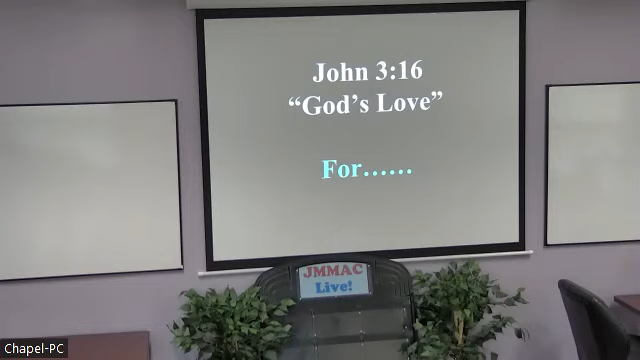 John 3:16
“God’s Love”
For......
JMMAC
Live!
Chapel-PC